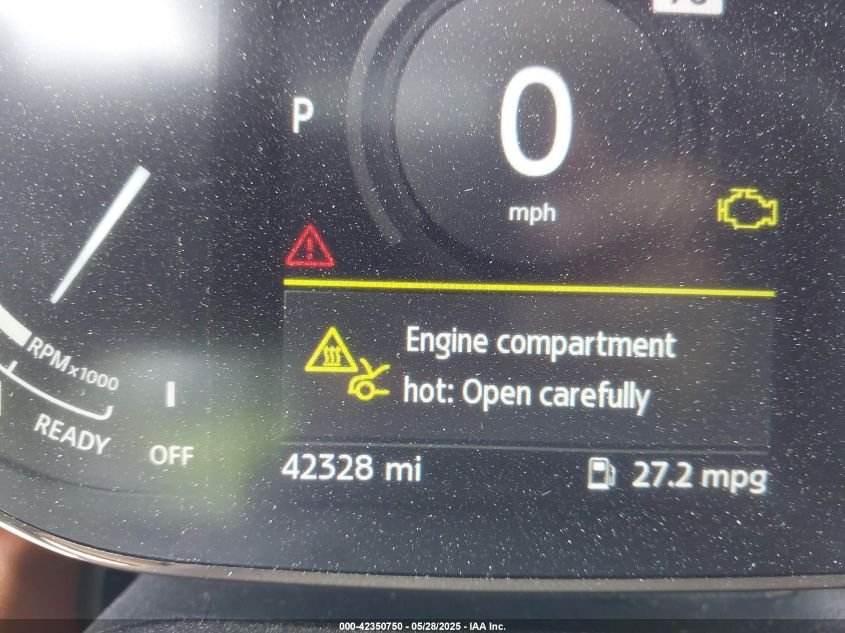 P
0
mph
RPM x1000
READY
OFF
Engine compartment
hot: Open carefully
42328 mi
27.2 mpg
000-42350750 - 05/28/2025 - IAA Inc.